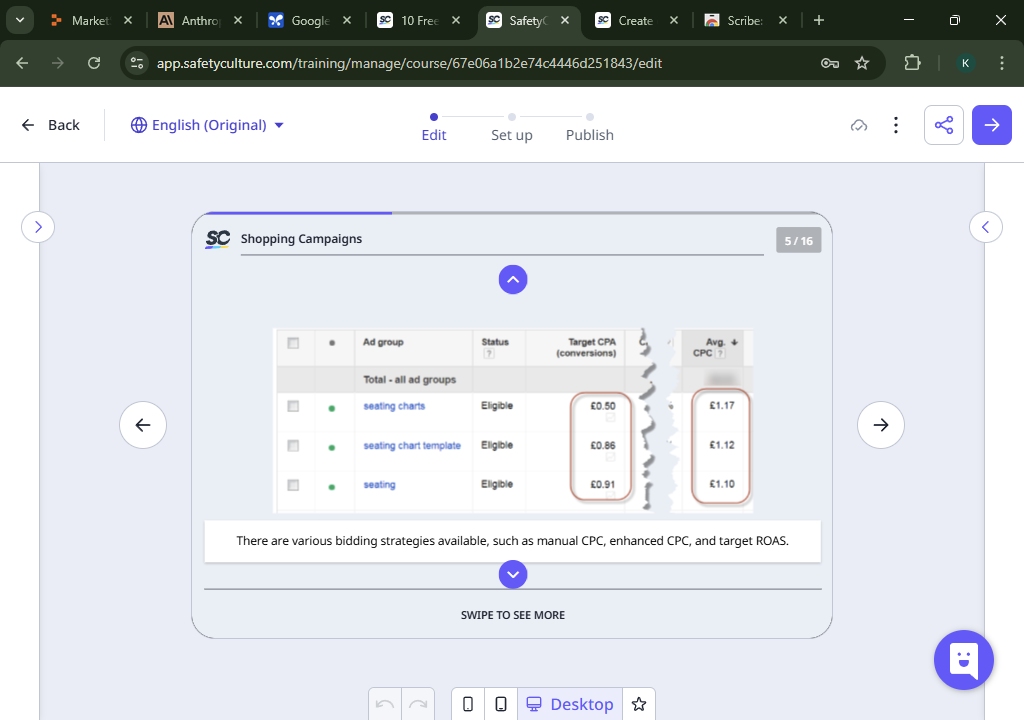 Market
Anthrop
Google
10 Free
SafetyC
Create
Scribe:
app.safetyculture.com/training/manage/course/67e06a1b2e74c4446d251843/edit
K
Back
English (Original)
Edit
Set up
Publish
SC
Shopping Campaigns
5 / 16
Ad group
Status
?
Target CPA
(conversions)
Avg.
CPC ?
Total - all ad groups
seating charts Eligible £0.50 £1.17
seating chart template Eligible £0.86 £1.12
seating Eligible £0.91 £1.10
There are various bidding strategies available, such as manual CPC, enhanced CPC, and target ROAS.
SWIPE TO SEE MORE
Desktop